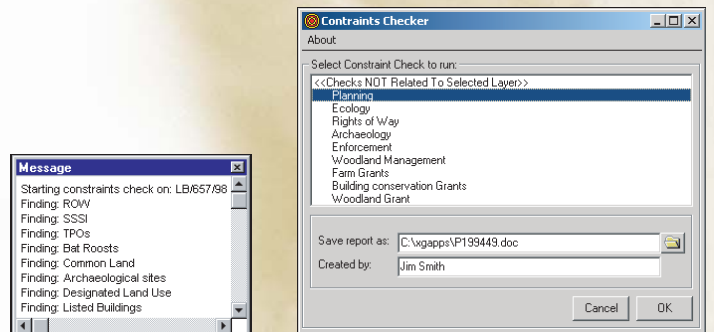 Contraints Checker
About
Select Constraint Check to run:
<<Checks NOT Related To Selected Layer>>
Planning
Ecology
Rights of Way
Archaeology
Enforcement
Woodland Management
Farm Grants
Building conservation Grants
Woodland Grant
Save report as: C:\xgapps\P199449.doc
Created by: Jim Smith
Cancel OK
Message
Starting constraints check on: LB/657/98
Finding: ROW
Finding: SSSI
Finding: TPOs
Finding: Bat Roosts
Finding: Common Land
Finding: Archaeological sites
Finding: Designated Land Use
Finding: Listed Buildings